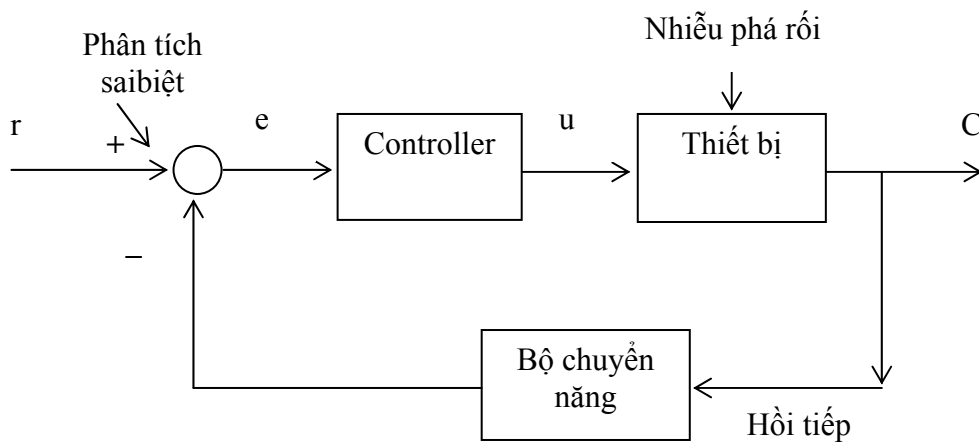 Nhiễu phá rối
Phân tích
saibiệt
r
+
e
Controller
u
Thiết bị
C
−
Bộ chuyển
năng
Hồi tiếp